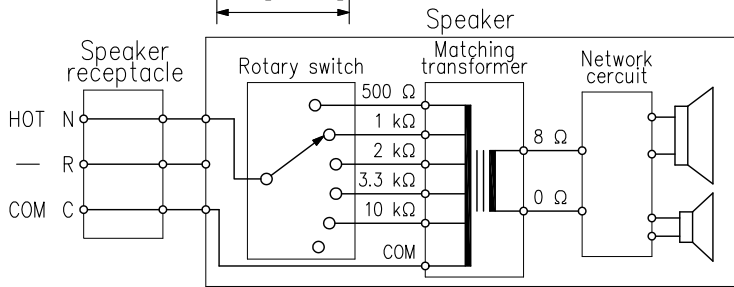 Speaker
Speaker
receptacle
Rotary switch
Matching
transformer
Network
cercuit
500 Ω
HOT N
1 kΩ
8 Ω
2 kΩ
— R
3.3 kΩ
0 Ω
COM C
10 kΩ
COM